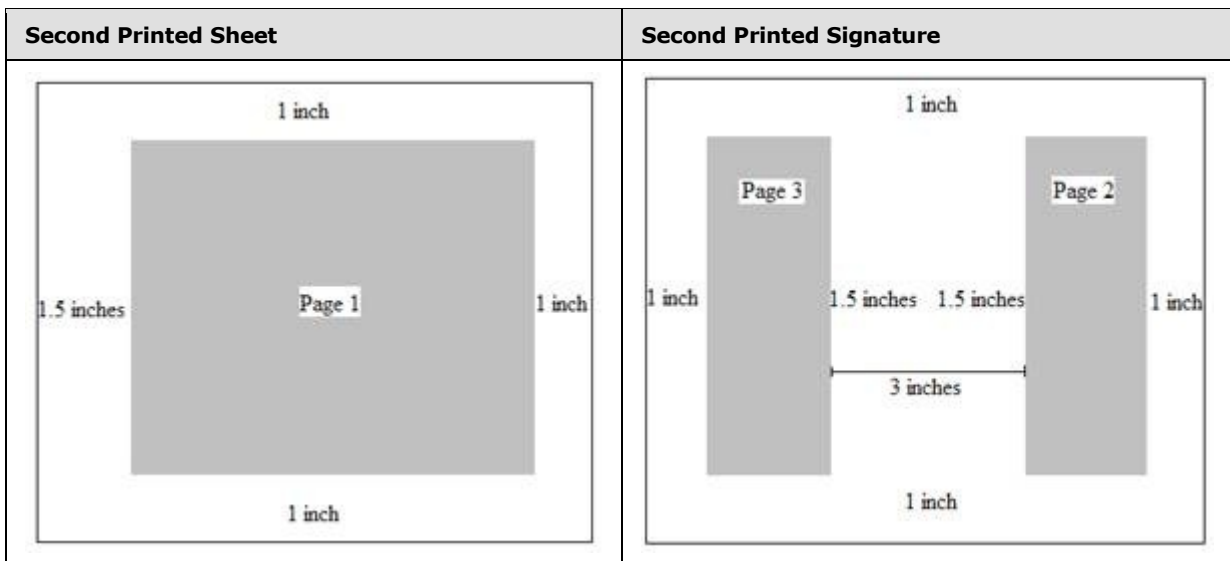 Second Printed Sheet
Second Printed Signature
1 inch
1.5 inches
Page 1
1 inch
1 inch
1 inch
Page 3
Page 2
1 inch
1.5 inches
1.5 inches
1 inch
3 inches
1 inch